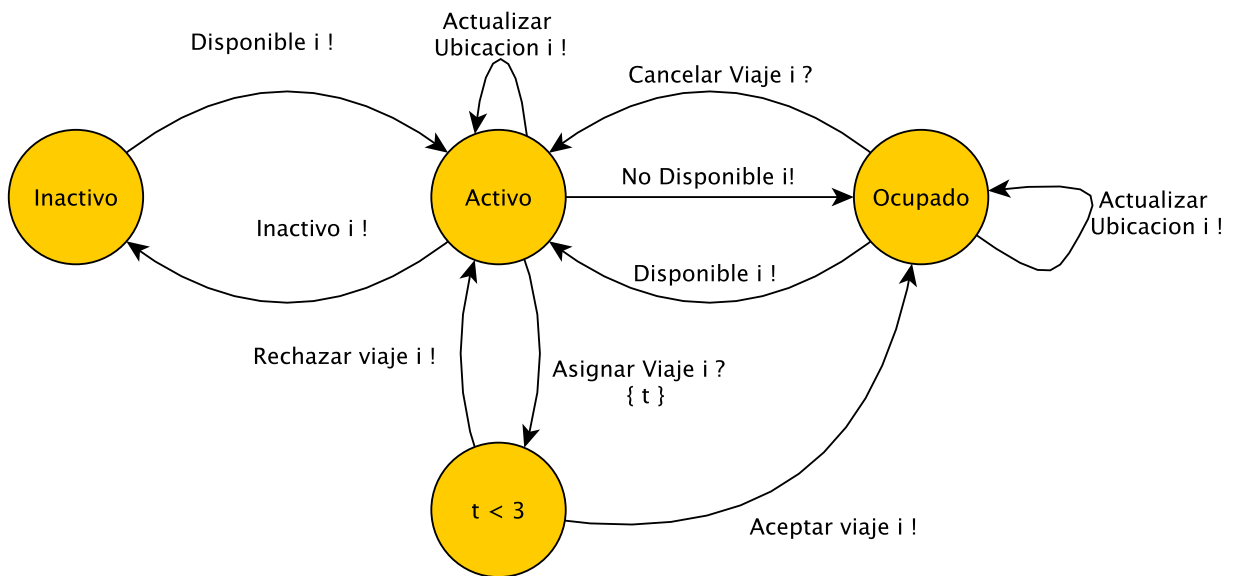 Actualizar
Ubicacion i !
Disponible i !
Cancelar Viaje i ?
No Disponible i!
Inactivo
Activo
Ocupado
Actualizar
Ubicacion i !
Inactivo i !
Disponible i !
Rechazar viaje i !
Asignar Viaje i ?
{ t }
t < 3
Aceptar viaje i !